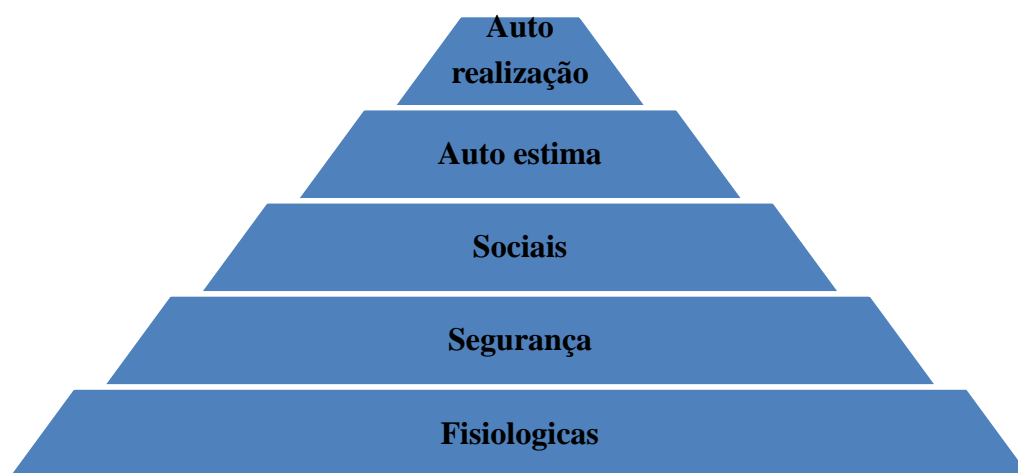 Auto
realização
Auto estima
Sociais
Segurança
Fisiologicas